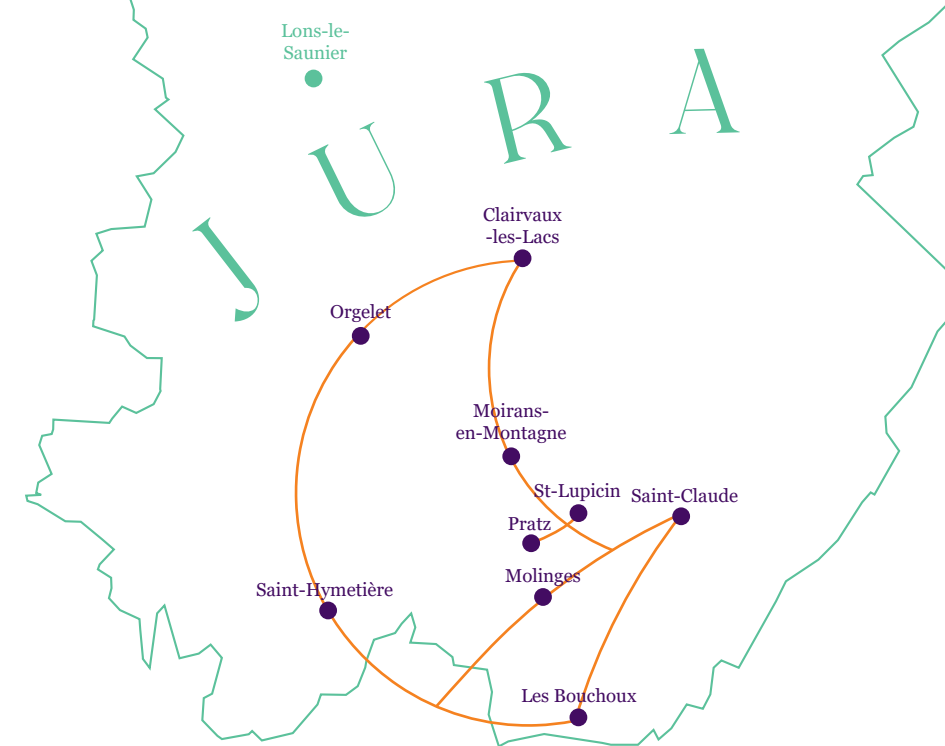 Lons-le-
Saunier
JURA
Clairvaux
-les-Lacs
Orgelet
Moirans-
en-Montagne
St-Lupicin
Saint-Claude
Pratz
Molinges
Saint-Hymetière
Les Bouchoux